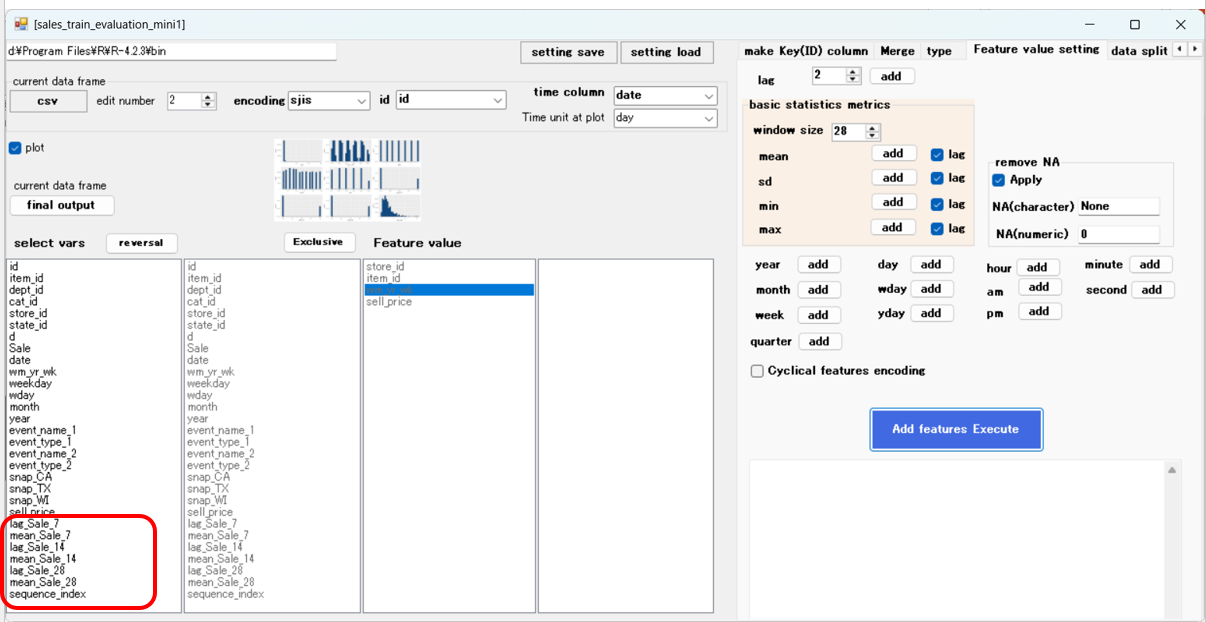 [sales_train_evaluation_mini1]
d:¥Program Files¥R¥R-4.2.3¥bin
setting save
setting load
current data frame
csv
edit number
2
encoding
sjis
id
id
time column
date
Time unit at plot
day
plot
current data frame
final output
select vars
reversal
Exclusive
Feature value
id
item_id
dept_id
cat_id
store_id
state_id
d
Sale
date
wm_yr_wk
weekday
wday
month
year
event_name_1
event_type_1
event_name_2
event_type_2
snap_CA
snap_TX
snap_WI
sell_price
lag_Sale_7
mean_Sale_7
lag_Sale_14
mean_Sale_14
lag_Sale_28
mean_Sale_28
sequence_index
id
item_id
dept_id
cat_id
store_id
state_id
d
Sale
date
wm_yr_wk
weekday
wday
month
year
event_name_1
event_type_1
event_name_2
event_type_2
snap_CA
snap_TX
snap_WI
sell_price
lag_Sale_7
mean_Sale_7
lag_Sale_14
mean_Sale_14
lag_Sale_28
mean_Sale_28
sequence_index
store_id
item_id
wm_yr_wk
sell_price
make Key(ID) column
Merge
type
Feature value setting
data split
lag
2
add
basic statistics metrics
window size
28
mean
add
lag
sd
add
lag
min
add
lag
max
add
lag
remove NA
Apply
NA(character)
None
NA(numeric)
0
year
add
day
add
hour
add
minute
add
month
add
wday
add
am
add
second
add
week
add
yday
add
pm
add
quarter
add
Cyclical features encoding
Add features Execute